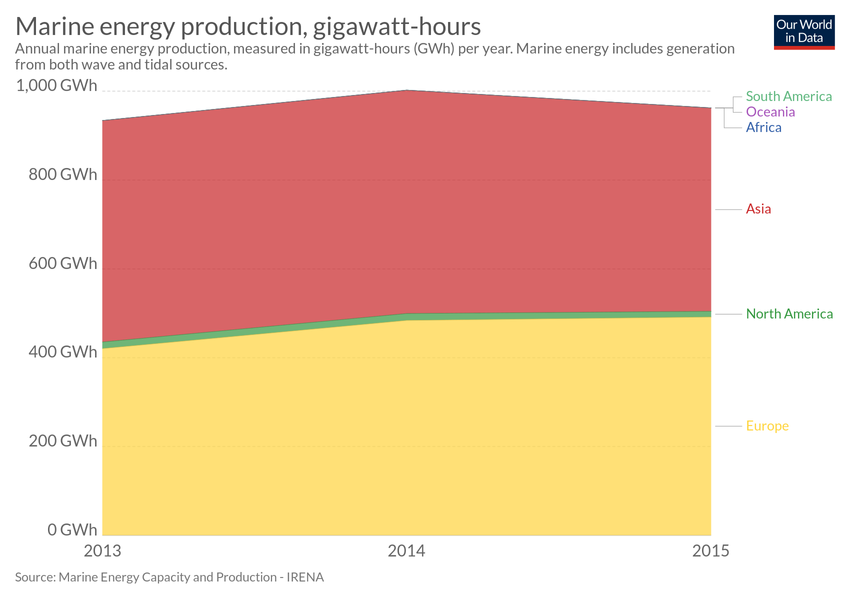 Marine energy production, gigawatt-hours
Our World
in Data
Annual marine energy production, measured in gigawatt-hours (GWh) per year. Marine energy includes generation
from both wave and tidal sources.
1,000 GWh
800 GWh
600 GWh
400 GWh
200 GWh
0 GWh
South America
Oceania
Africa
Asia
North America
Europe
2013
2014
2015
Source: Marine Energy Capacity and Production - IRENA